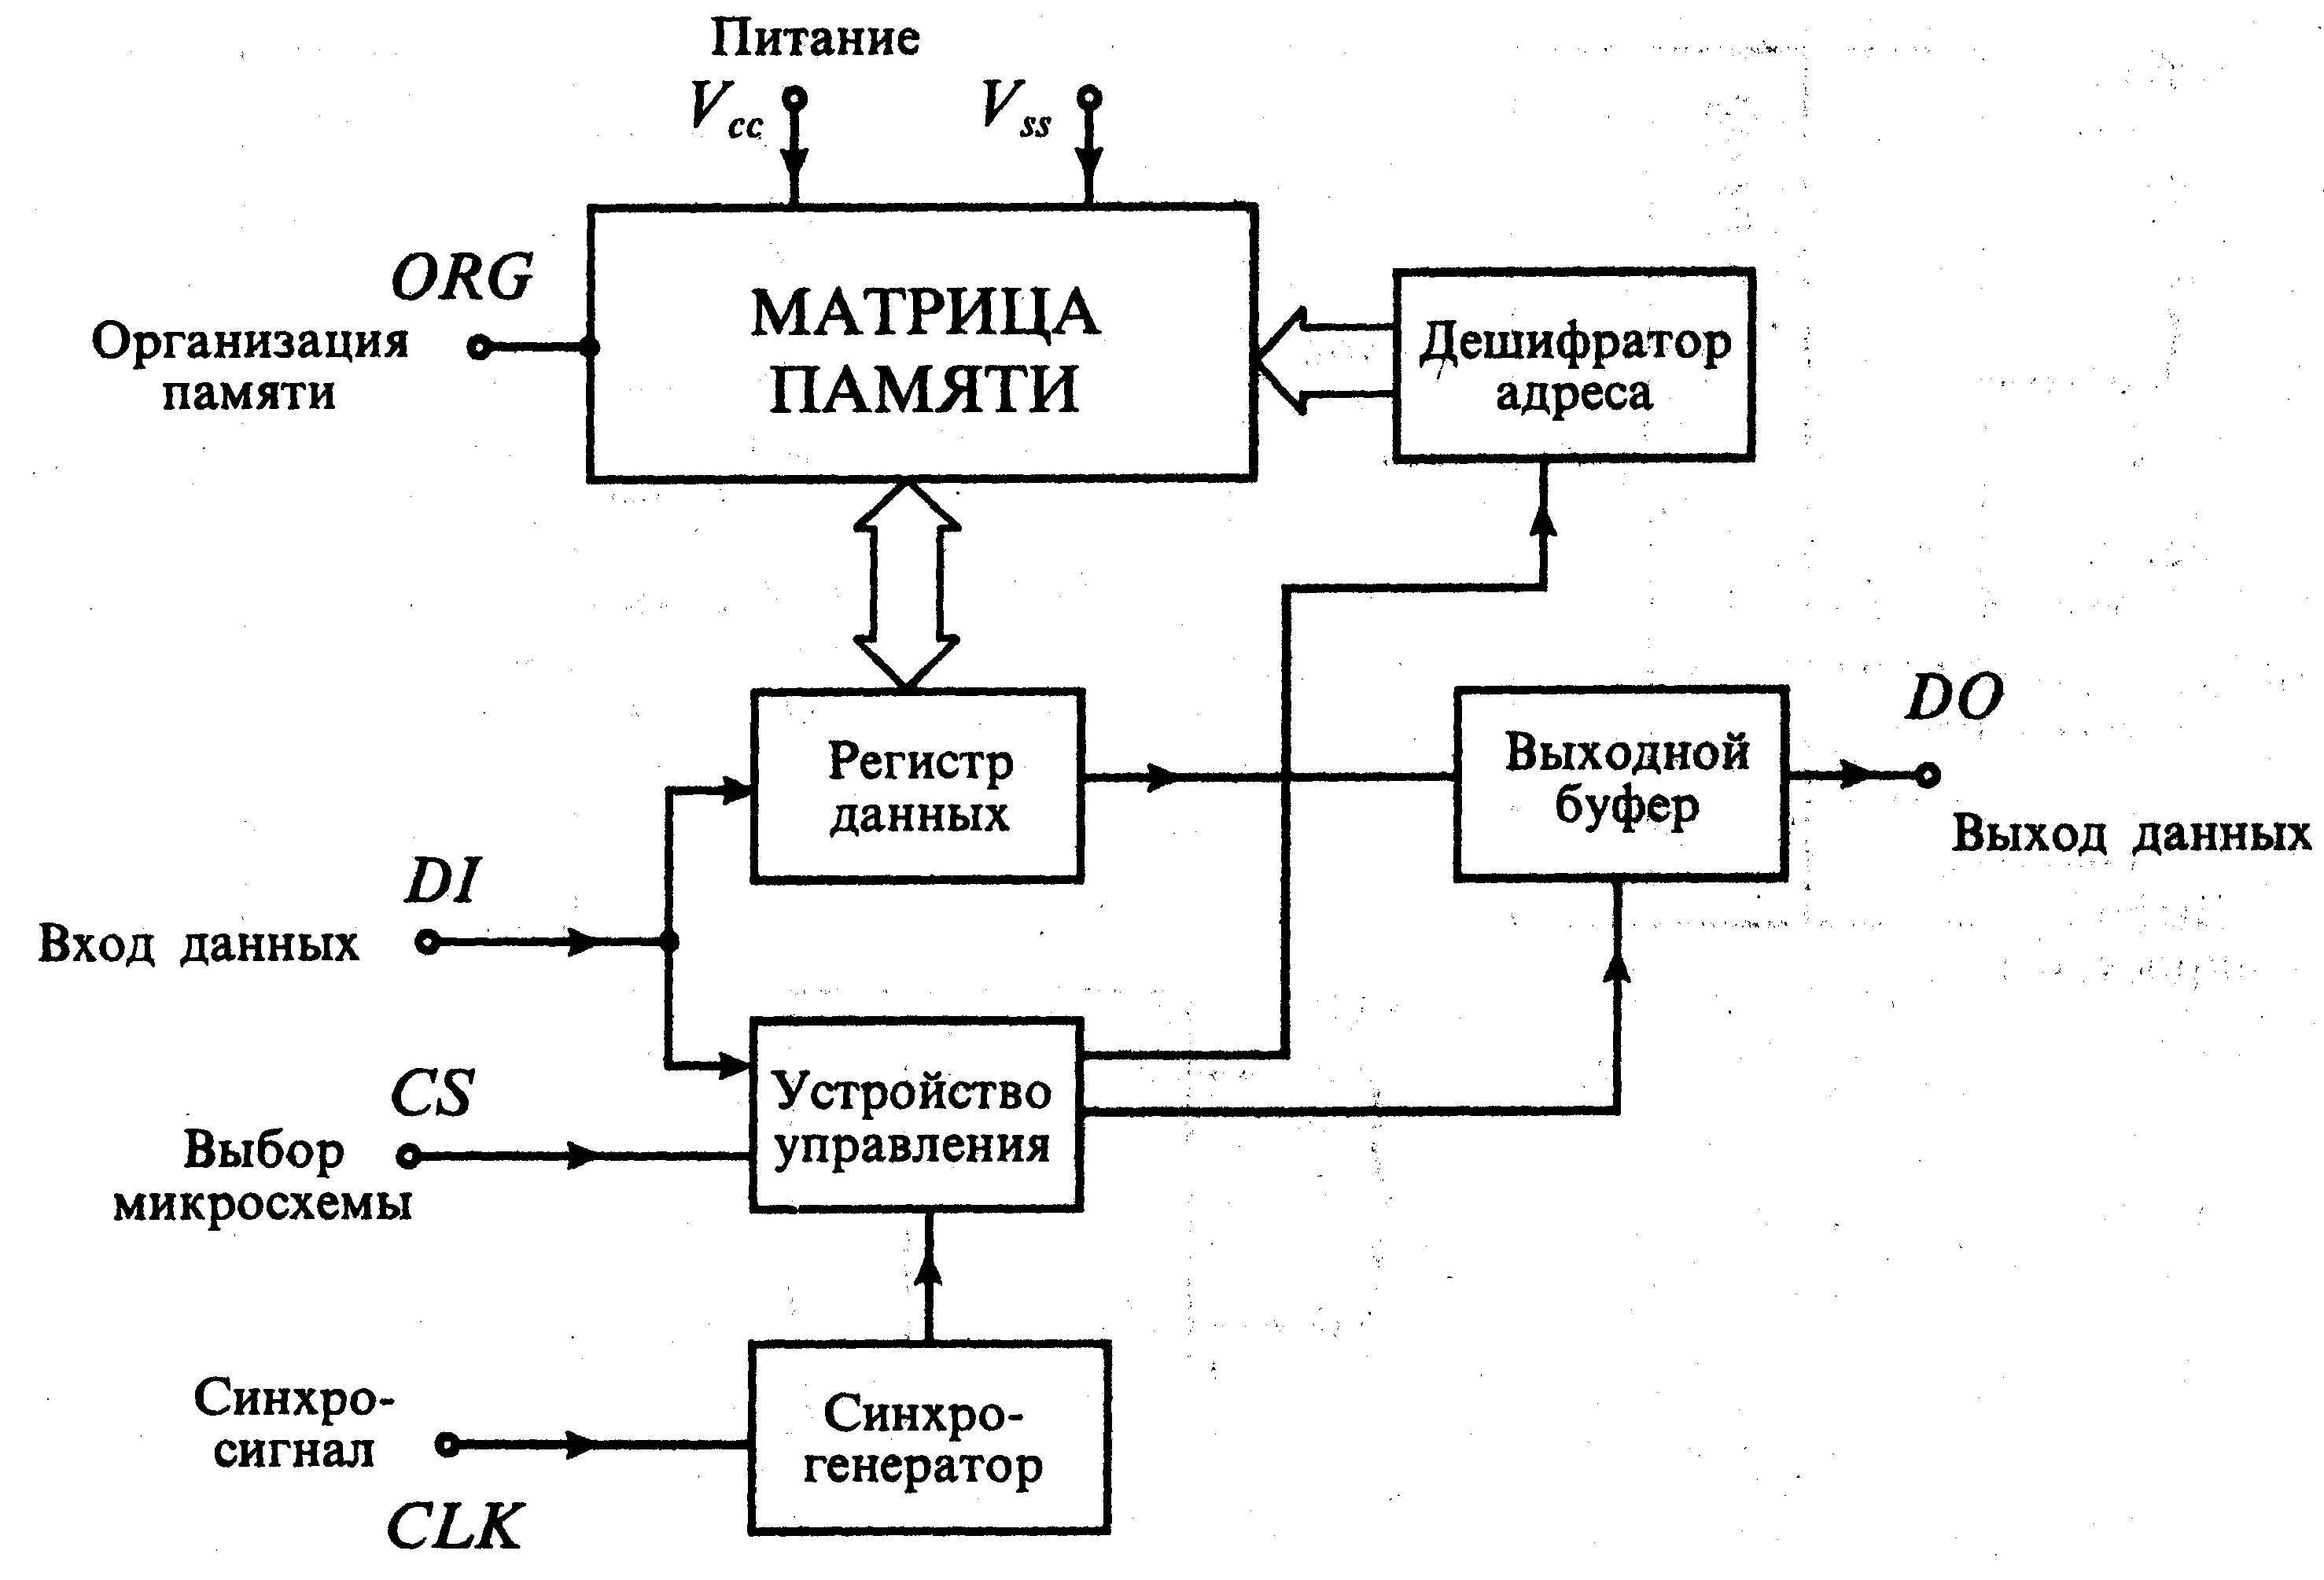 Питание
Vcc
Vss
ORG
Организация
памяти
МАТРИЦА
ПАМЯТИ
Дешифратор
адреса
Регистр
данных
Выходной
буфер
DO
Выход данных
DI
Вход данных
CS
Выбор
микросхемы
Устройство
управления
Синхро-
сигнал
CLK
Синхро-
генератор